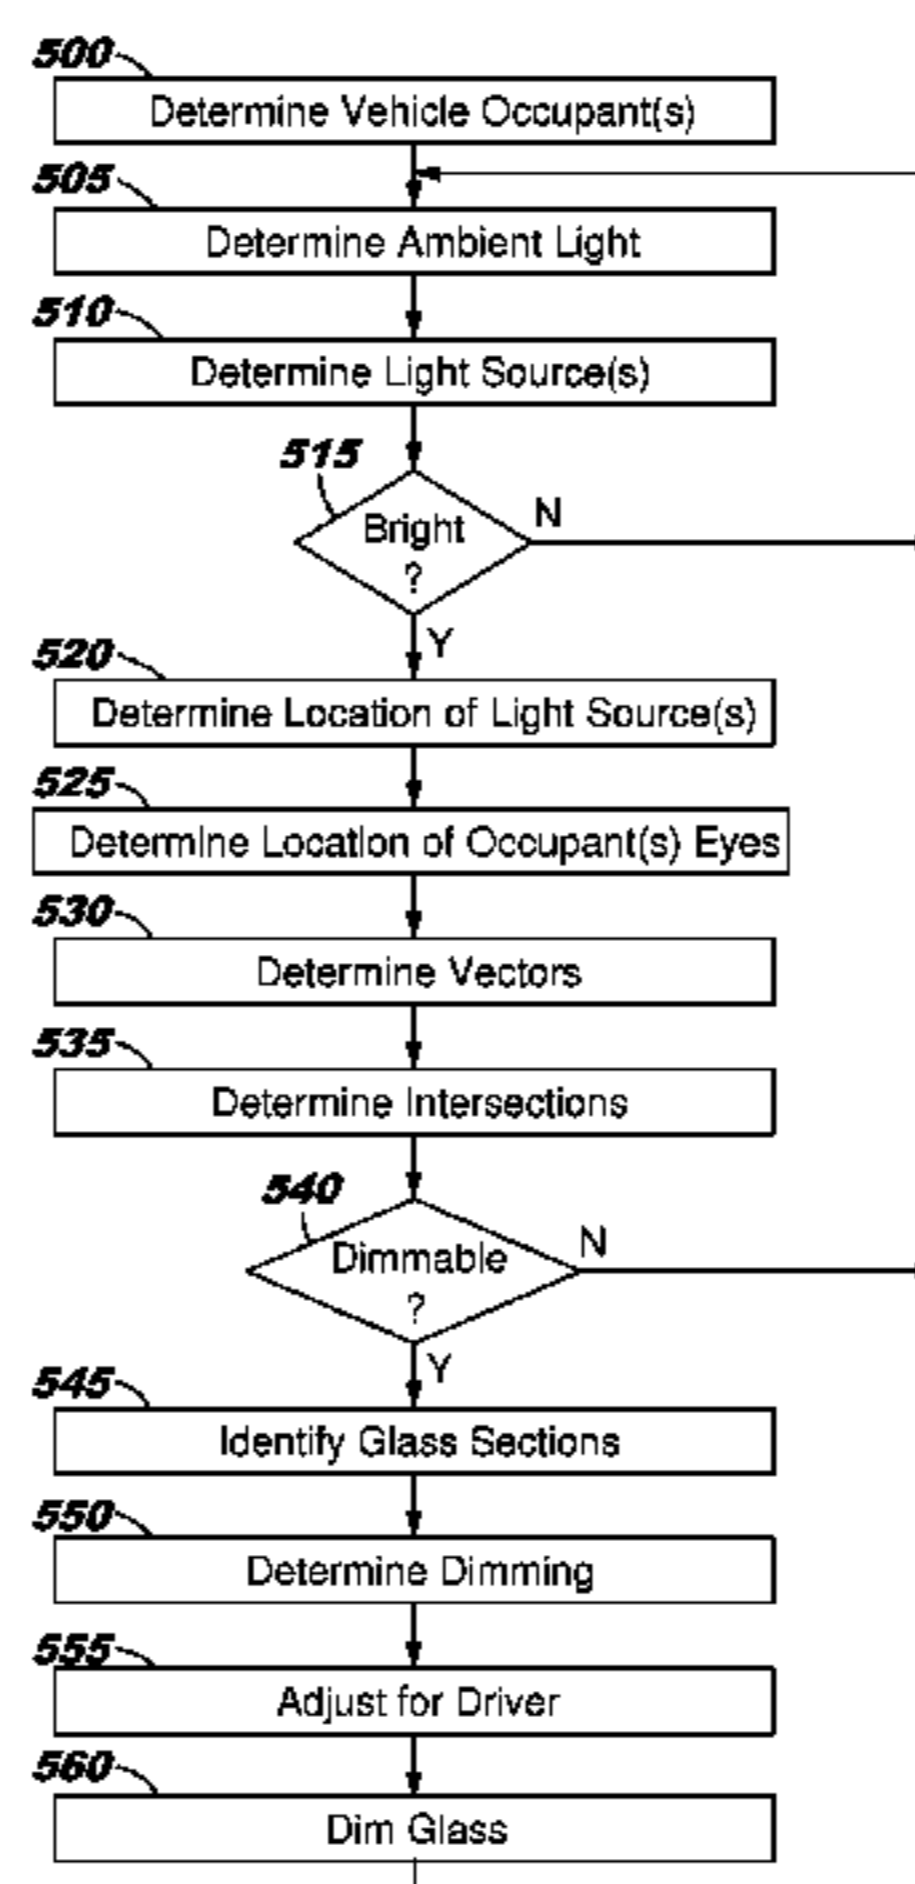 500
Determine Vehicle Occupant(s)
505
Determine Ambient Light
510
Determine Light Source(s)
515
Bright
?
N
Y
520
Determine Location of Light Source(s)
525
Determine Location of Occupant(s) Eyes
530
Determine Vectors
535
Determine Intersections
540
Dimmable
?
N
Y
545
Identify Glass Sections
550
Determine Dimming
555
Adjust for Driver
560
Dim Glass